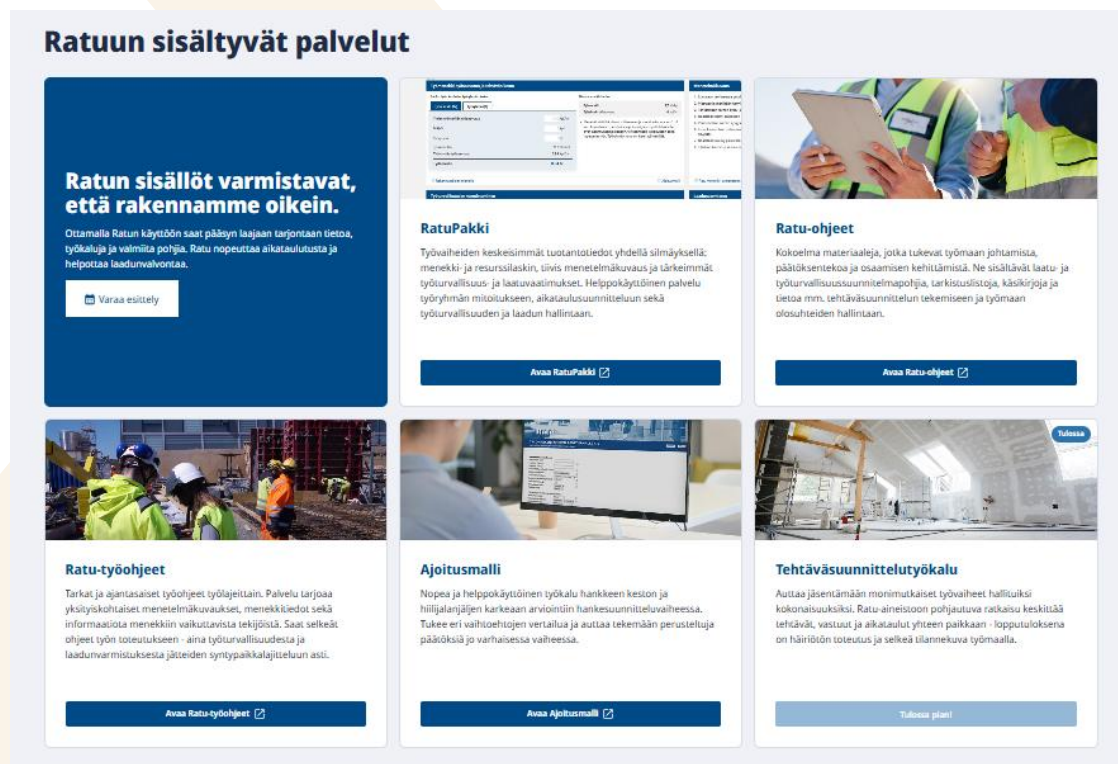 Ratuun sisältyvät palvelut
Ratun sisällöt varmistavat,
että rakennamme oikein.
Ottamalla Ratun käyttöön saat pääsyn laajaan tarjontaan tietoa,
työkaluja ja valmiita pohjia. Ratu nopeuttaa aikataulutusta ja
helpottaa laadunvalvontaa.
Varaa esittely
RatuPakki
Työvaiheiden keskeisimmät tuotantotiedot yhdellä silmäyksellä:
menekki- ja resurssilaskin, tiivis menetelmäkuvaus ja tärkeimmät
työturvallisuus- ja laatuvaatimukset. Helppokäyttöinen palvelu
työryhmän mitoitukseen, aikataulusuunnitteluun sekä
työturvallisuuden ja laadun hallintaan.
Avaa RatuPakki
Ratu-ohjeet
Kokoelma materiaaleja, jotka tukevat työmaan johtamista,
päätöksentekoa ja osaamisen kehittämistä. Ne sisältävät laatu- ja
työturvallisuussuunnitelmapohjia, tarkistuslistoja, käsikirjoja ja
tietoa mm. tehtäväsuunnittelun tekemiseen ja työmaan
olosuhteiden hallintaan.
Avaa Ratu-ohjeet
Ratu-työohjeet
Tarkat ja ajantasaiset työohjeet työlajeittain. Palvelu tarjoaa
yksityiskohtaiset menetelmäkuvaukset, menekkitiedot sekä
informaatiota menekkiin vaikuttavista tekijöistä. Saat selkeät
ohjeet työn toteutukseen - aina työturvallisuudesta ja
laadunvarmistuksesta jätteiden syntypaikkalajitteluun asti.
Avaa Ratu-työohjeet
Ajoitusmalli
Nopea ja helppokäyttöinen työkalu hankkeen keston ja
hiilijalanjäljen karkeaan arviointiin hankesuunnitteluvaiheessa.
Tukee eri vaihtoehtojen vertailua ja auttaa tekemään perusteltuja
päätöksiä jo varhaisessa vaiheessa.
Avaa Ajoitusmalli
Tulossa
Tehtäväsuunnittelutyökalu
Auttaa jäsentämään monimutkaiset työvaiheet hallituiksi
kokonaisuuksiksi. Ratu-aineistoon pohjautuva ratkaisu keskittää
tehtävät, vastuut ja aikataulut yhteen paikkaan - lopputuloksena
on häiriötön toteutus ja selkeä tilannekuva työmaalla.
Tulossa pian!